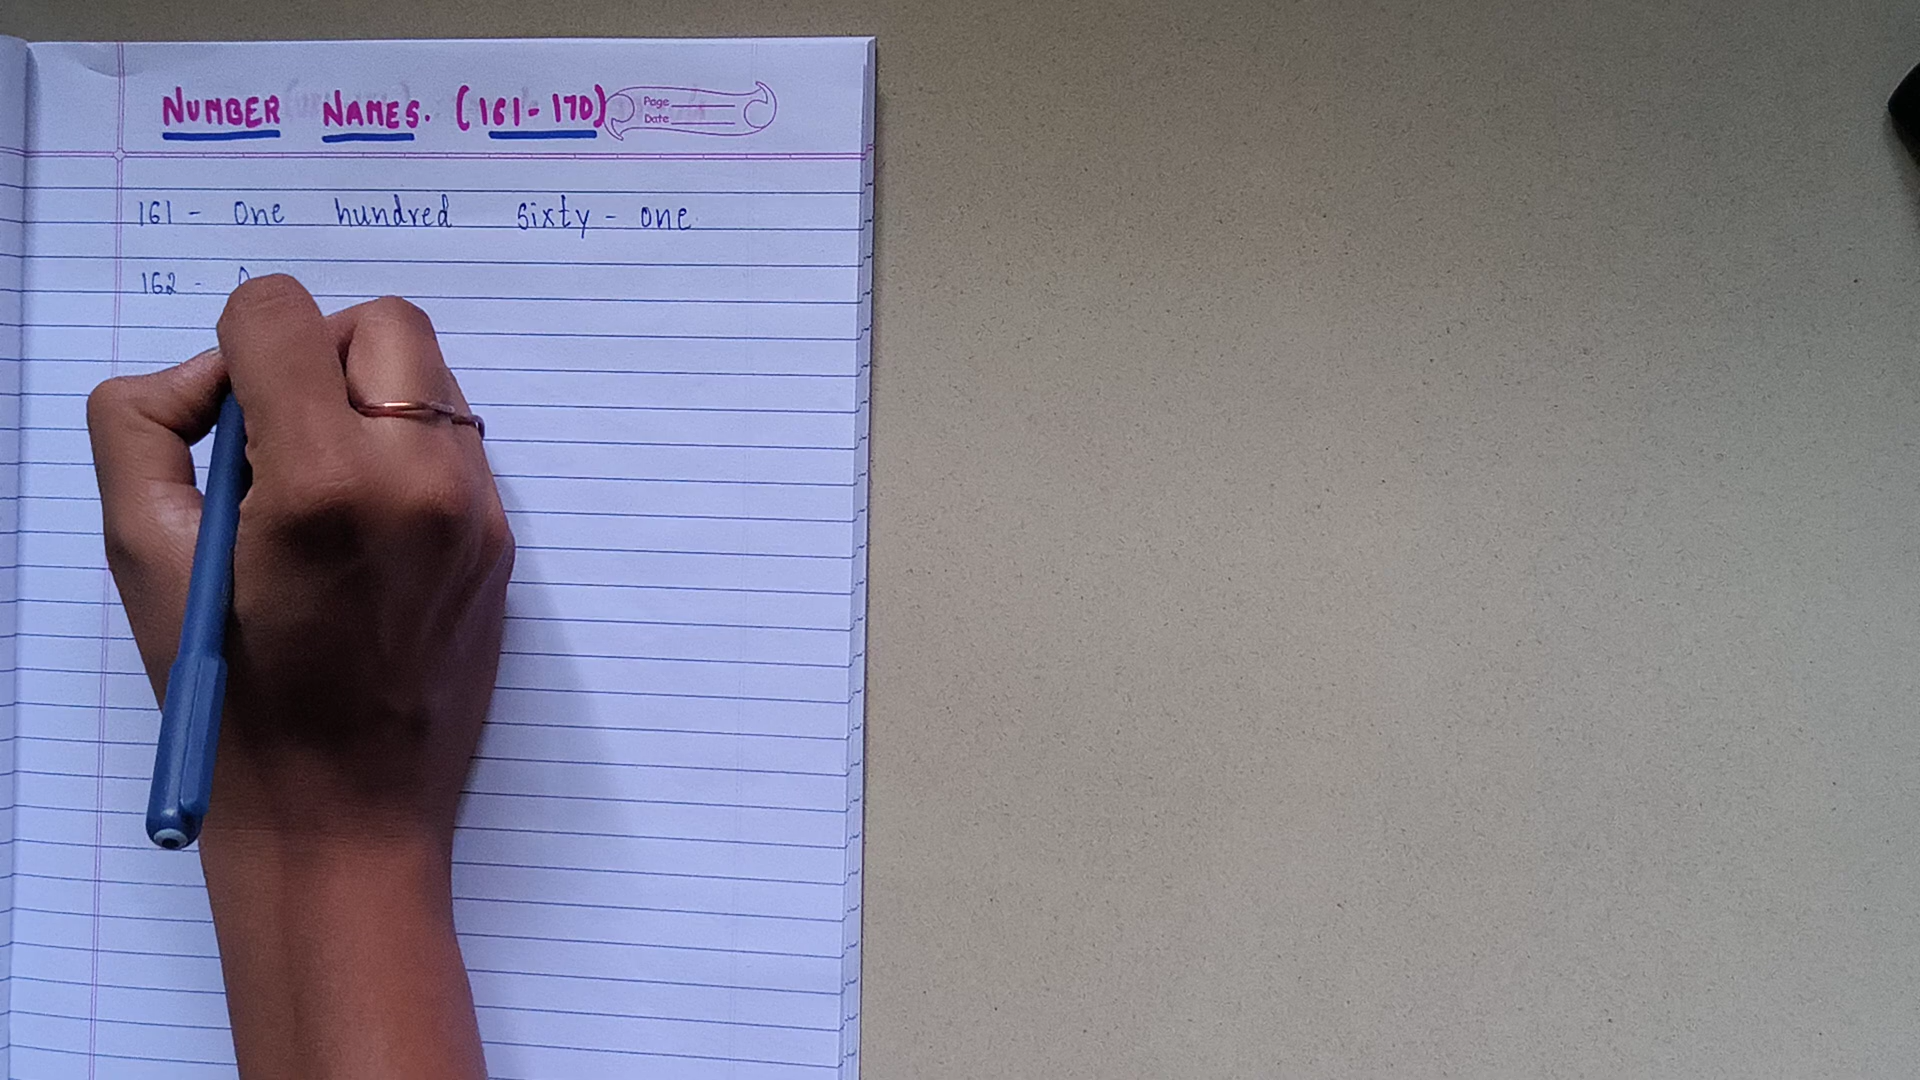 NUMBER NAMES. (161-170)
Page
Date
161 - One hundred sixty - one.
162 -